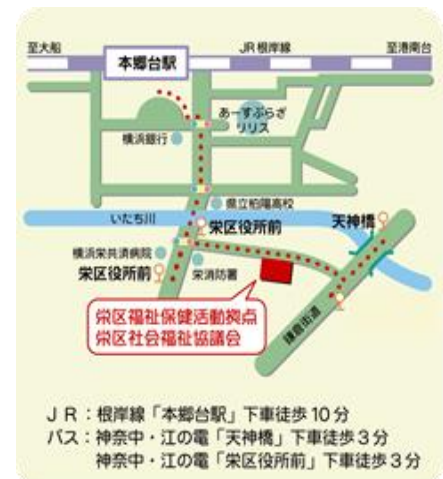 至大船
JR根岸線
至港南台
本郷台駅
あーすぷらざ
リリス
横浜銀行
県立柏陽高校
いたち川
栄区役所前
天神橋
横浜栄共済病院
栄区役所前
栄消防署
鎌倉街道
栄区福祉保健活動拠点
栄区社会福祉協議会
JR：根岸線「本郷台駅」下車徒歩10分
バス：神奈中・江の電「天神橋」下車徒歩3分
神奈中・江の電「栄区役所前」下車徒歩3分